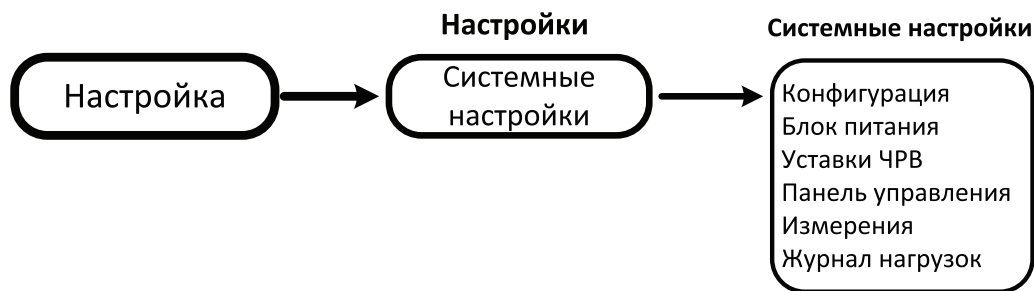 Настройка
Настройки
Системные
настройки
Системные настройки
Конфигурация
Блок питания
Уставки ЧРВ
Панель управления
Измерения
Журнал нагрузок